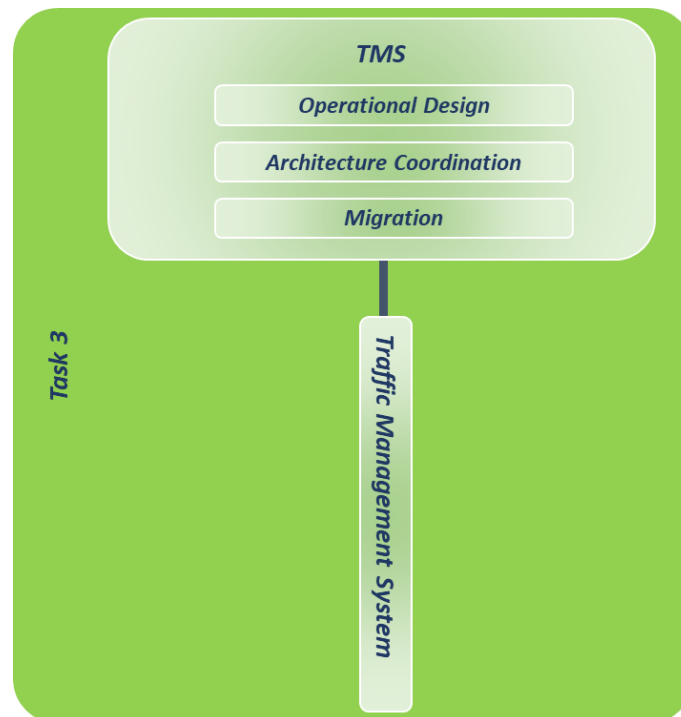 TMS
Operational Design
Architecture Coordination
Migration
Task 3
Traffic Management System